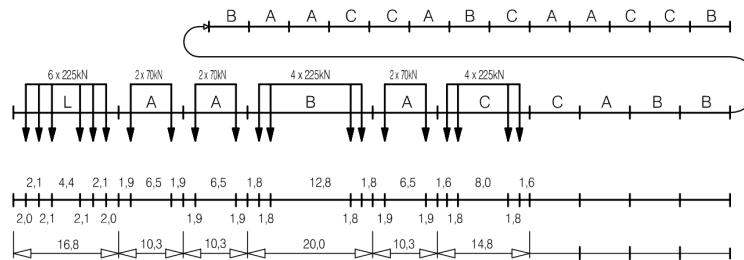 B A A C C A B C A A C C B
6 x 225kN 2 x 70kN 2 x 70kN 4 x 225kN 2 x 70kN 4 x 225kN
L A A B A C C A B B
2,1 4,4 2,1 1,9 6,5 1,9 6,5 1,8 12,8 1,8 6,5 1,6 8,0 1,6
2,0 2,1 2,1 2,0 1,9 1,9 1,8 1,8 1,9 1,9 1,8 1,8
16,8 10,3 10,3 20,0 10,3 14,8